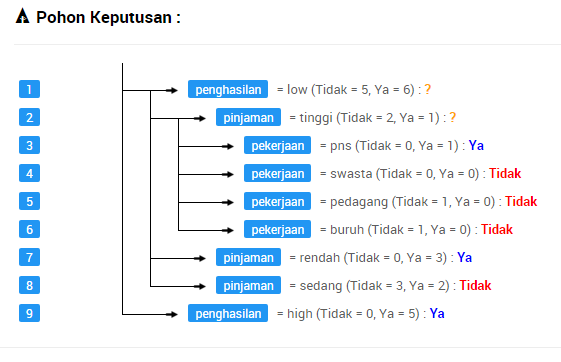 Pohon Keputusan :
1 penghasilan = low (Tidak = 5, Ya = 6) : ?
2 pinjaman = tinggi (Tidak = 2, Ya = 1) : ?
3 pekerjaan = pns (Tidak = 0, Ya = 1) : Ya
4 pekerjaan = swasta (Tidak = 0, Ya = 0) : Tidak
5 pekerjaan = pedagang (Tidak = 1, Ya = 0) : Tidak
6 pekerjaan = buruh (Tidak = 1, Ya = 0) : Tidak
7 pinjaman = rendah (Tidak = 0, Ya = 3) : Ya
8 pinjaman = sedang (Tidak = 3, Ya = 2) : Tidak
9 penghasilan = high (Tidak = 0, Ya = 5) : Ya